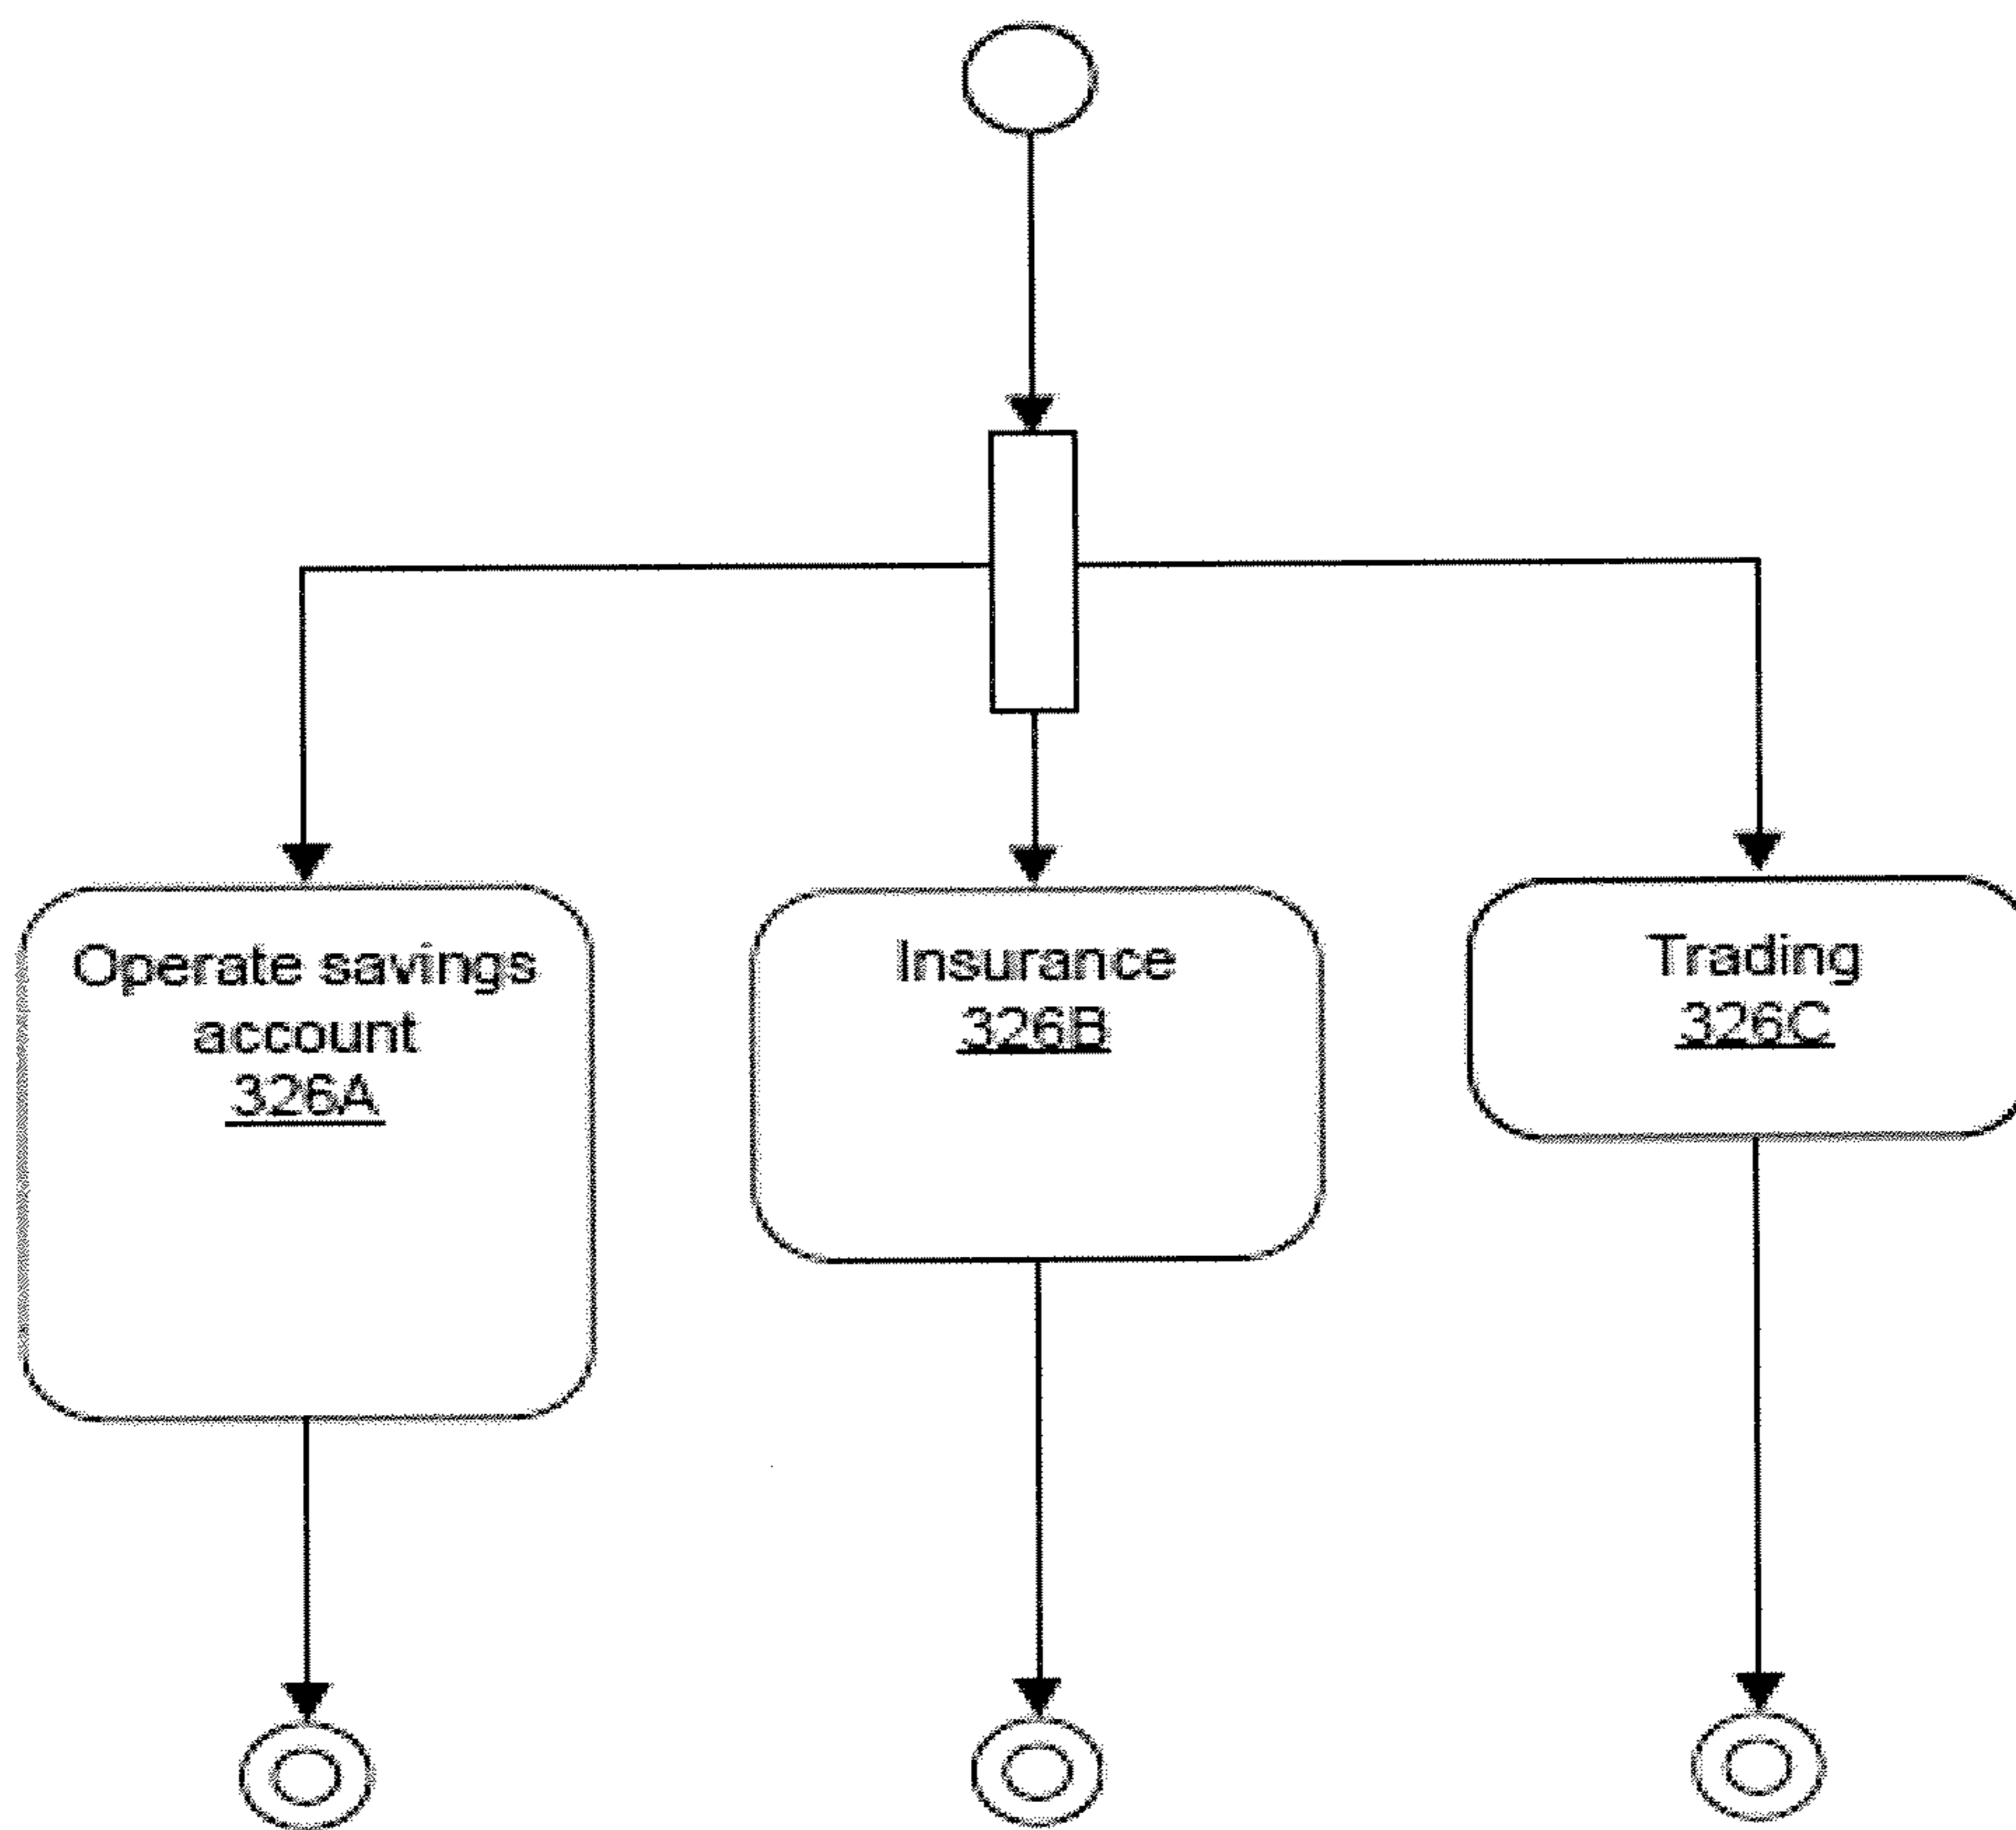 Operate savings
account
326A
Insurance
326B
Trading
326C